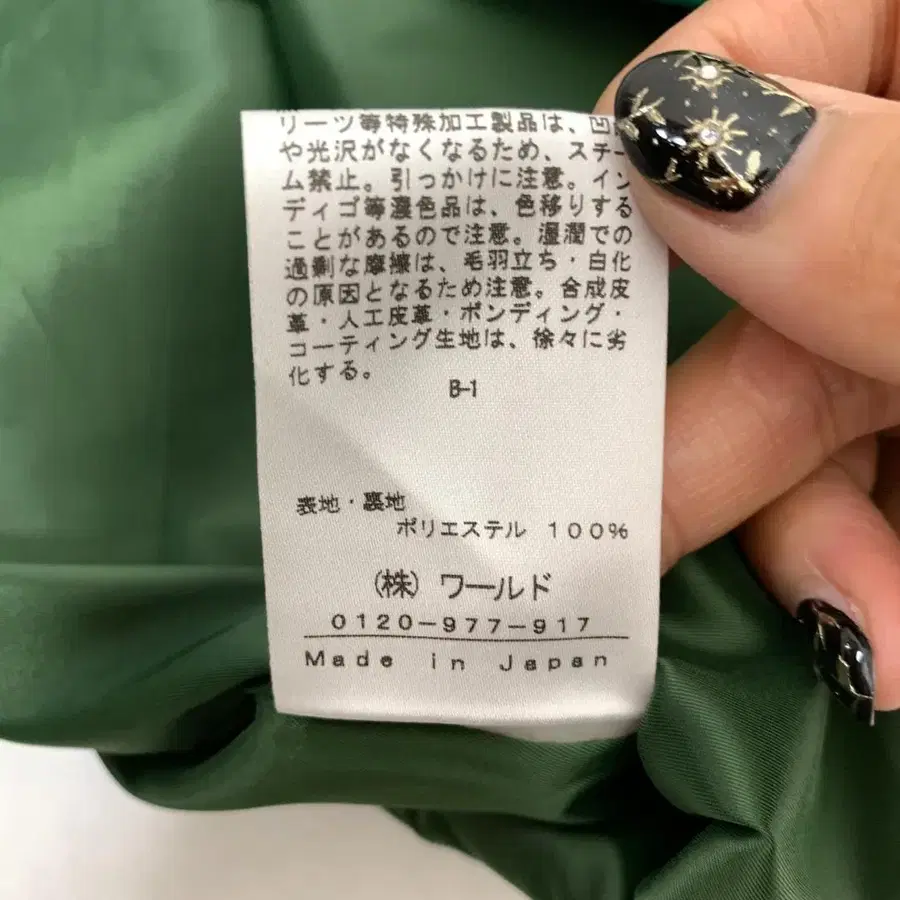 リーツ等特殊加工製品は、凹
や光沢がなくなるため、スチー
ム禁止。引っかけに注意。イン
ディゴ等濃色品は、色移りする
ことがあるので注意。湿潤での
過剰な摩擦は、毛羽立ち・白化
の原因となるため注意。合成皮
革・人工皮革・ボンディング・
コーティング生地は、徐々に劣
化する。
B-1
表地・裏地
ポリエステル 100%
(株) ワールド
0120-977-917
Made in Japan